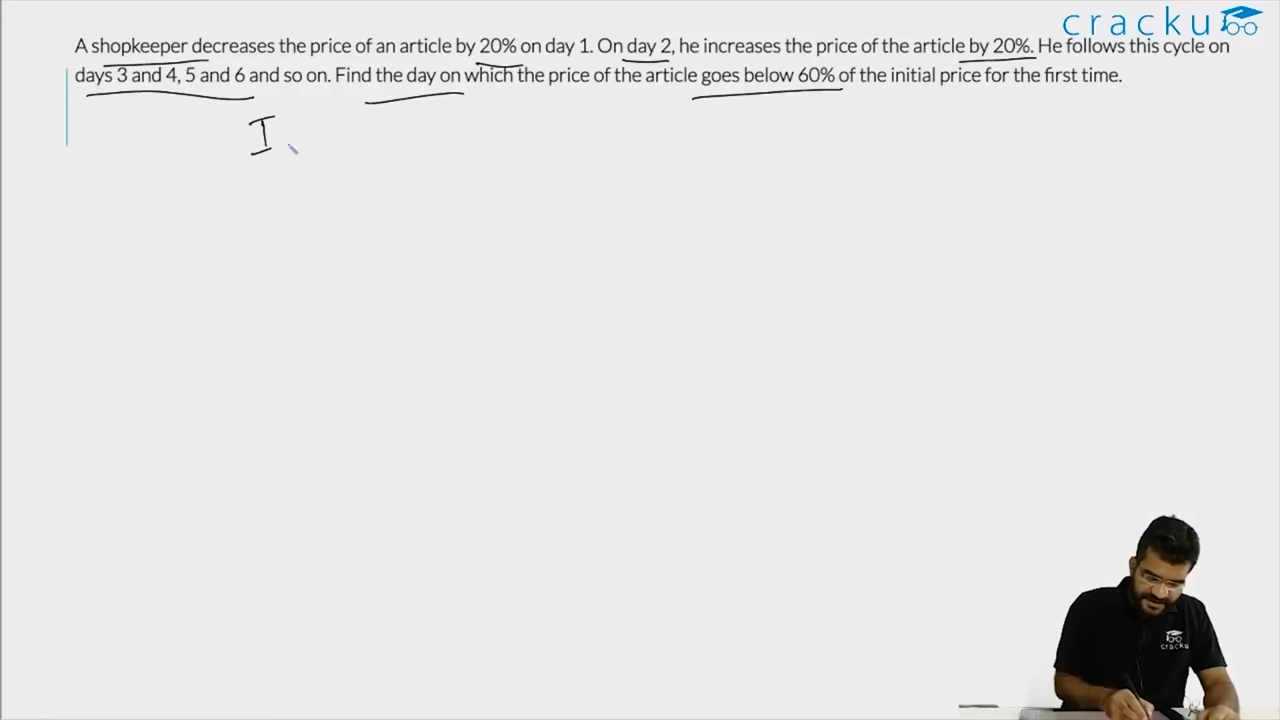 cracku
A shopkeeper decreases the price of an article by 20% on day 1. On day 2, he increases the price of the article by 20%. He follows this cycle on
days 3 and 4, 5 and 6 and so on. Find the day on which the price of the article goes below 60% of the initial price for the first time.
I
cracku